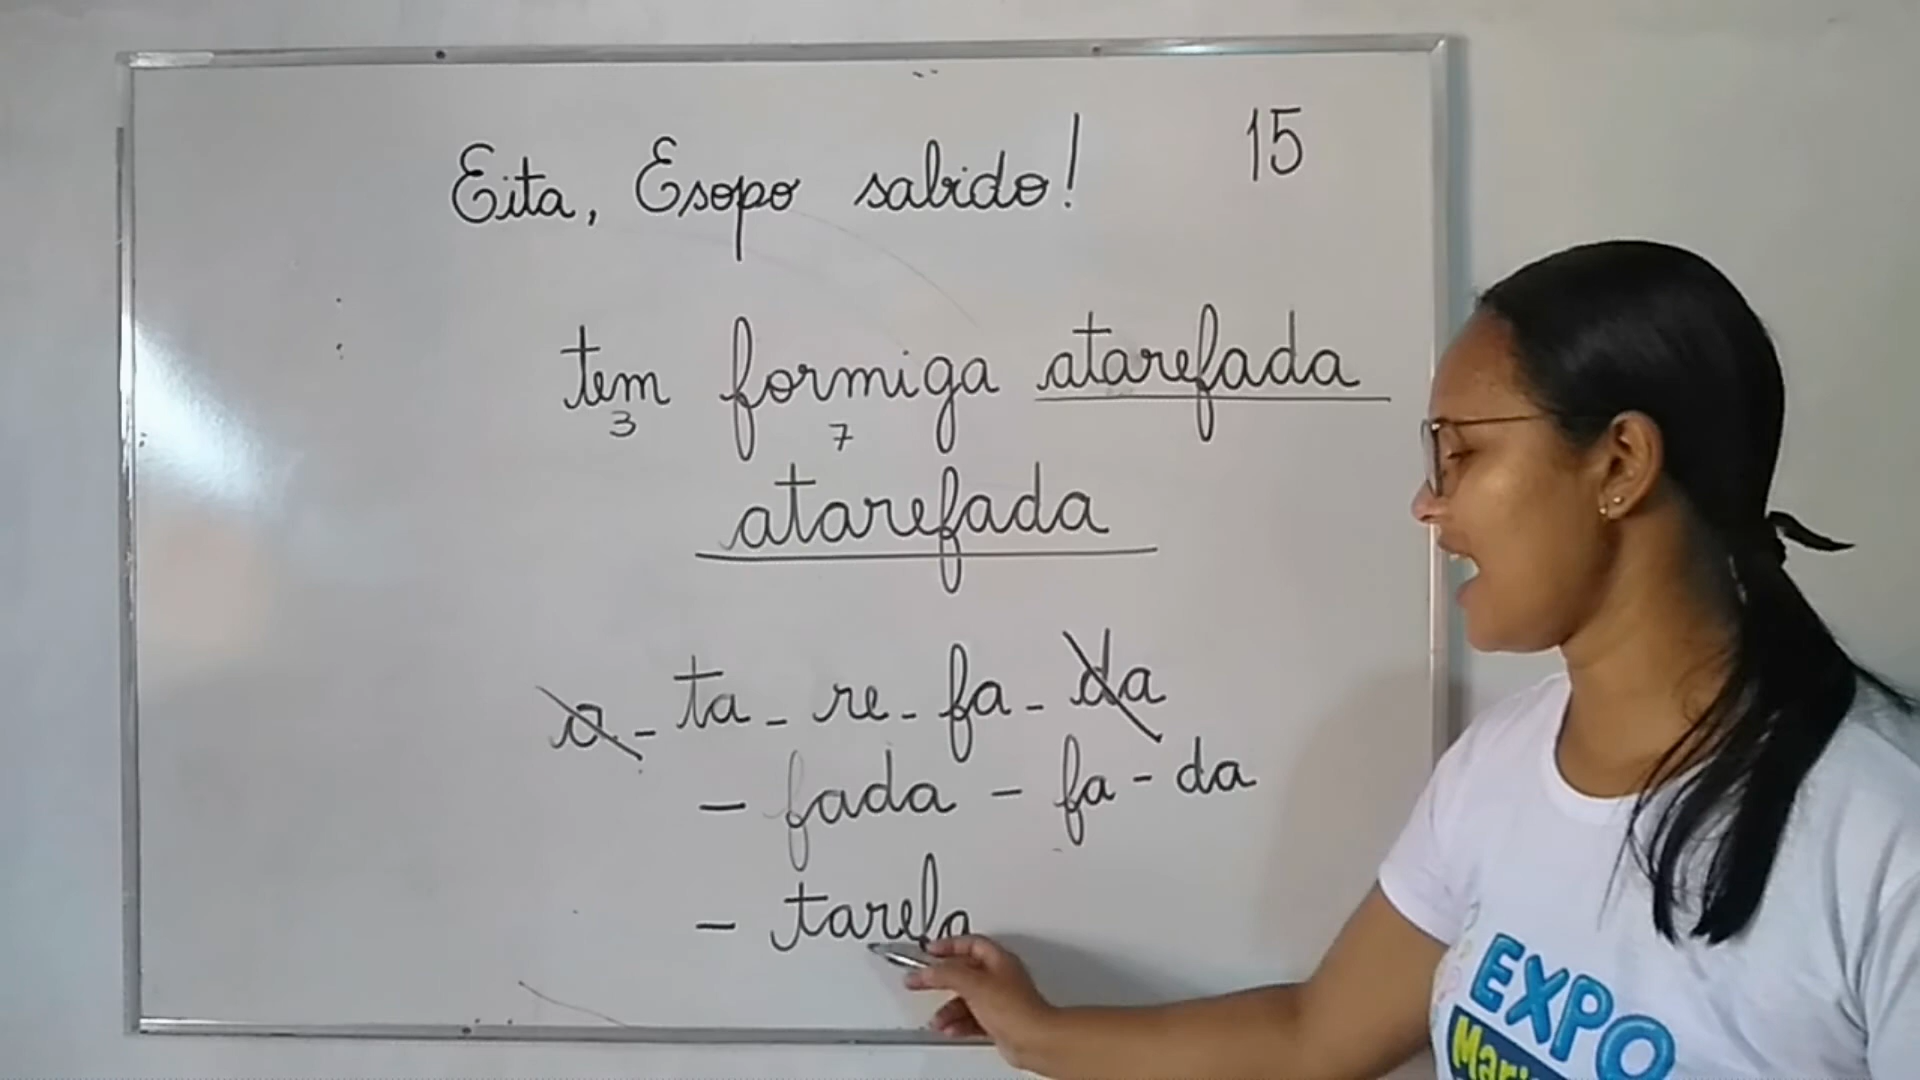 Eita, Esopo sabido! 15
tem formiga atarefada
3 7
atarefada
a - ta - re - fa - da
- fada - fa - da
- tarefa
EXPO